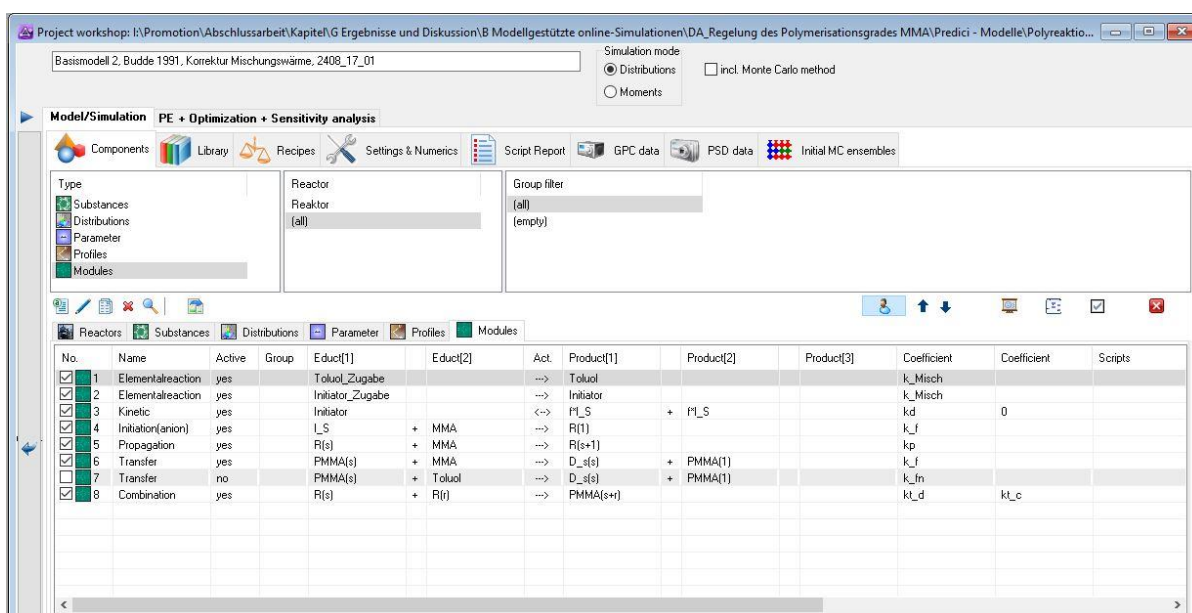 Project workshop: I:\Promotion\Abschlussarbeit\Kapitel\G Ergebnisse und Diskussion\B Modellgestützte online-Simulationen\DA_Regelung des Polymerisationsgrades MMA\Predici - Modelle\Polyreaktio...
Basismodell 2, Budde 1991, Korrektur Mischungswärme, 2408_17_01
Simulation mode
Distributions incl. Monte Carlo method
Moments
Model/Simulation PE + Optimization + Sensitivity analysis
Components Library Recipes Settings & Numerics Script Report GPC data PSD data Initial MC ensembles
Type Reactor Group filter
Substances Reaktor (all)
Distributions (all) (empty)
Parameter
Profiles
Modules
Reactors Substances Distributions Parameter Profiles Modules
No. Name Active Group Educt[1] Educt[2] Act. Product[1] Product[2] Product[3] Coefficient Coefficient Scripts
1 Elementalreaction yes Toluol_Zugabe ---> Toluol k_Misch
2 Elementalreaction yes Initiator_Zugabe ---> Initiator k_Misch
3 Kinetic yes Initiator <--> f*I_S + f*I_S kd 0
4 Initiation(anion) yes I_S + MMA ---> R(1) k_f
5 Propagation yes R(s) + MMA ---> R(s+1) kp
6 Transfer yes PMMA(s) + MMA ---> D_s(s) + PMMA(1) k_f
7 Transfer no PMMA(s) + Toluol ---> D_s(s) + PMMA(1) k_fn
8 Combination yes R(s) + R(r) ---> PMMA(s+r) kt_d kt_c